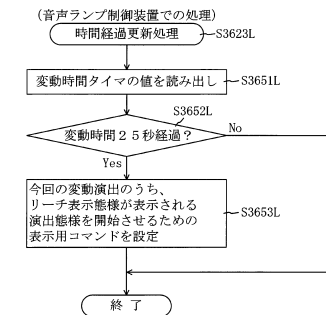 (音声ランプ制御装置での処理)
時間経過更新処理
S3623L
変動時間タイマの値を読み出し
S3651L
S3652L
変動時間25秒経過?
No
Yes
今回の変動演出のうち、
リーチ表示態様が表示される
演出態様を開始させるための
表示用コマンドを設定
S3653L
終 了